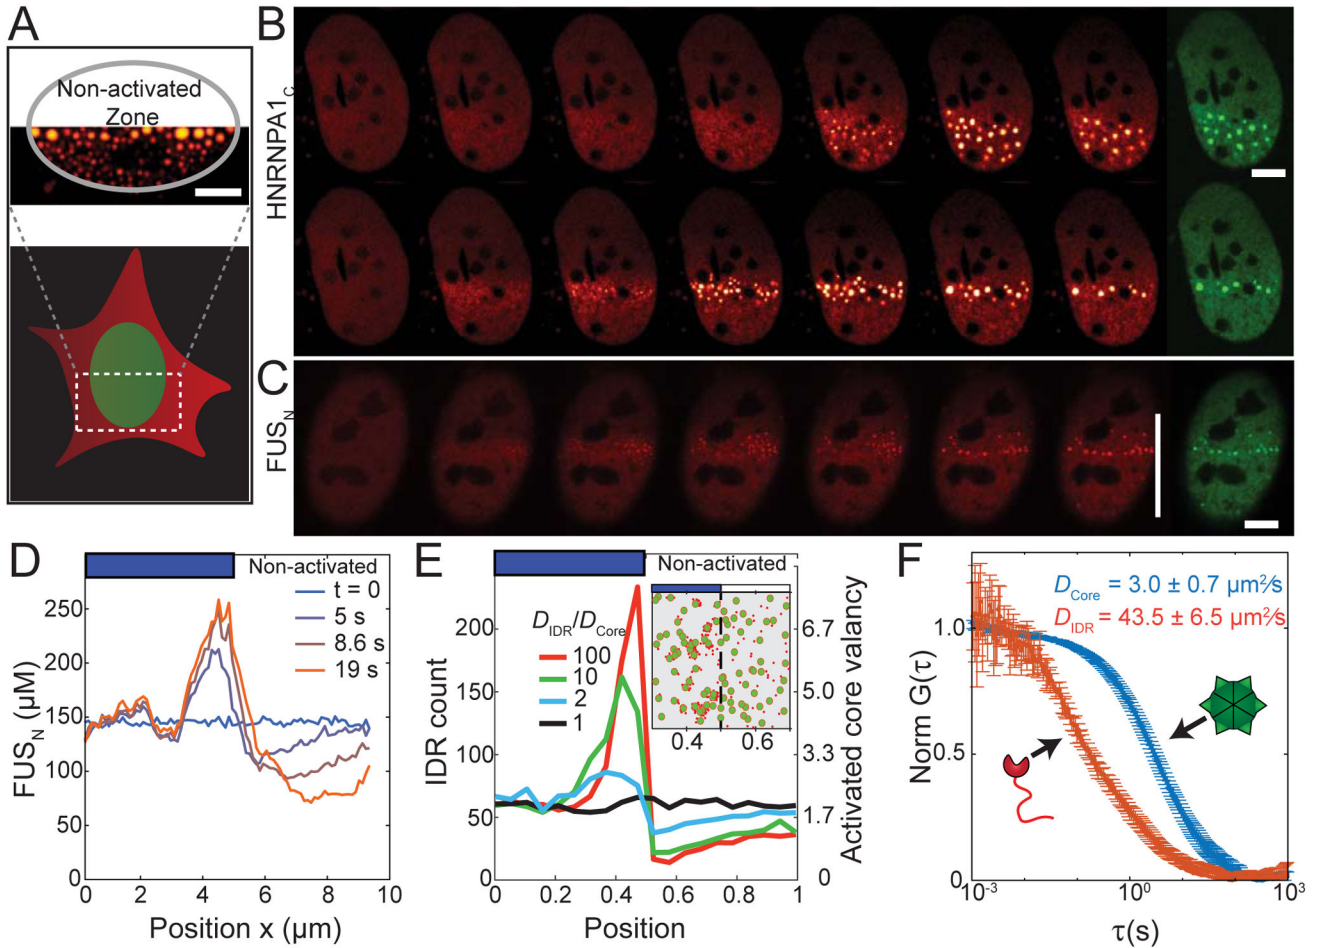 A
Non-activated
Zone
B
HNRNPA1C
C
FUSN
D
Non-activated
t = 0
5 s
8.6 s
19 s
FUSN (µM)
250
200
150
100
50
0
0 2 4 6 8 10
Position x (µm)
E
Non-activated
DIDR/DCore
100
10
2
1
0.4 0.6
IDR count
200
150
100
50
0
6.7
5.0
3.3
1.7
0
Activated core valancy
0 0.2 0.4 0.6 0.8 1
Position
F
DCore = 3.0 ± 0.7 µm²/s
DIDR = 43.5 ± 6.5 µm²/s
Norm G(τ)
1.0
0.5
0
10⁻³ 10⁰ 10³
τ(s)